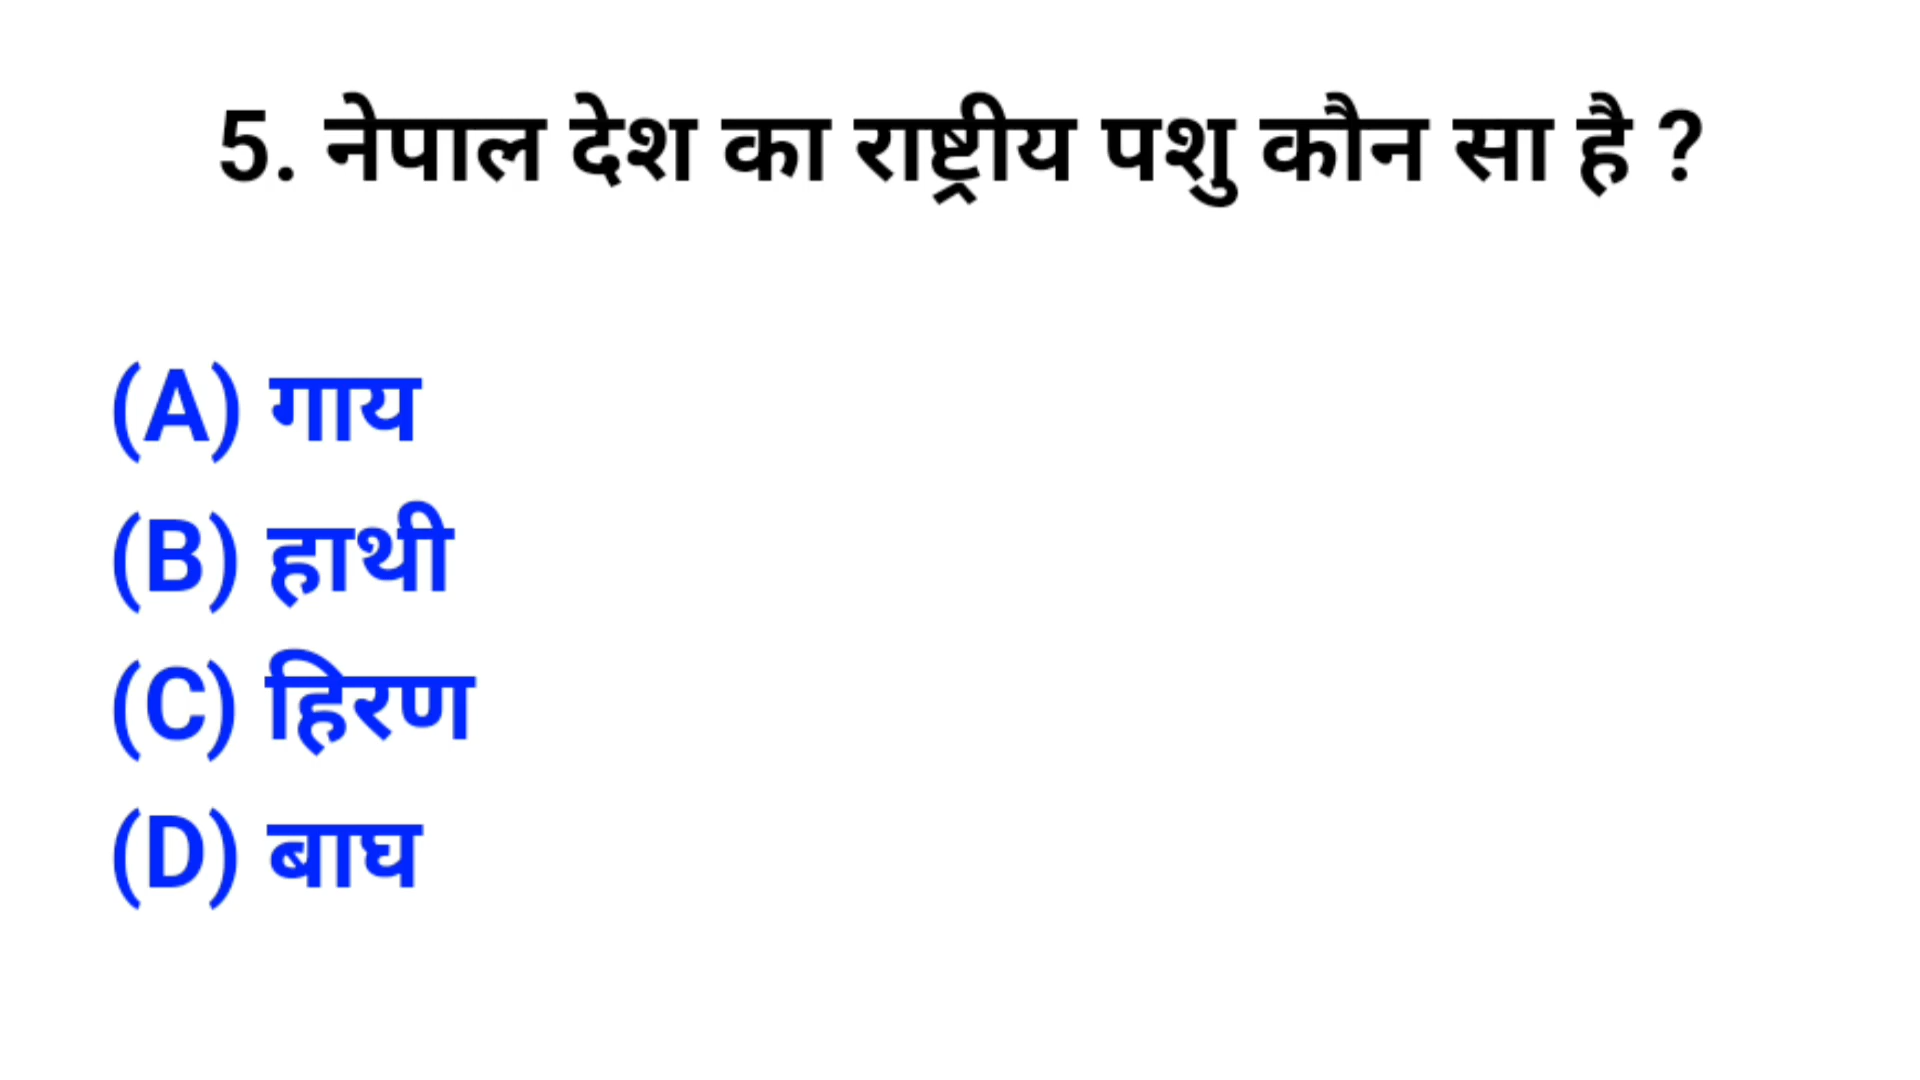 5. नेपाल देश का राष्ट्रीय पशु कौन सा है ?
(A) गाय
(B) हाथी
(C) हिरण
(D) बाघ